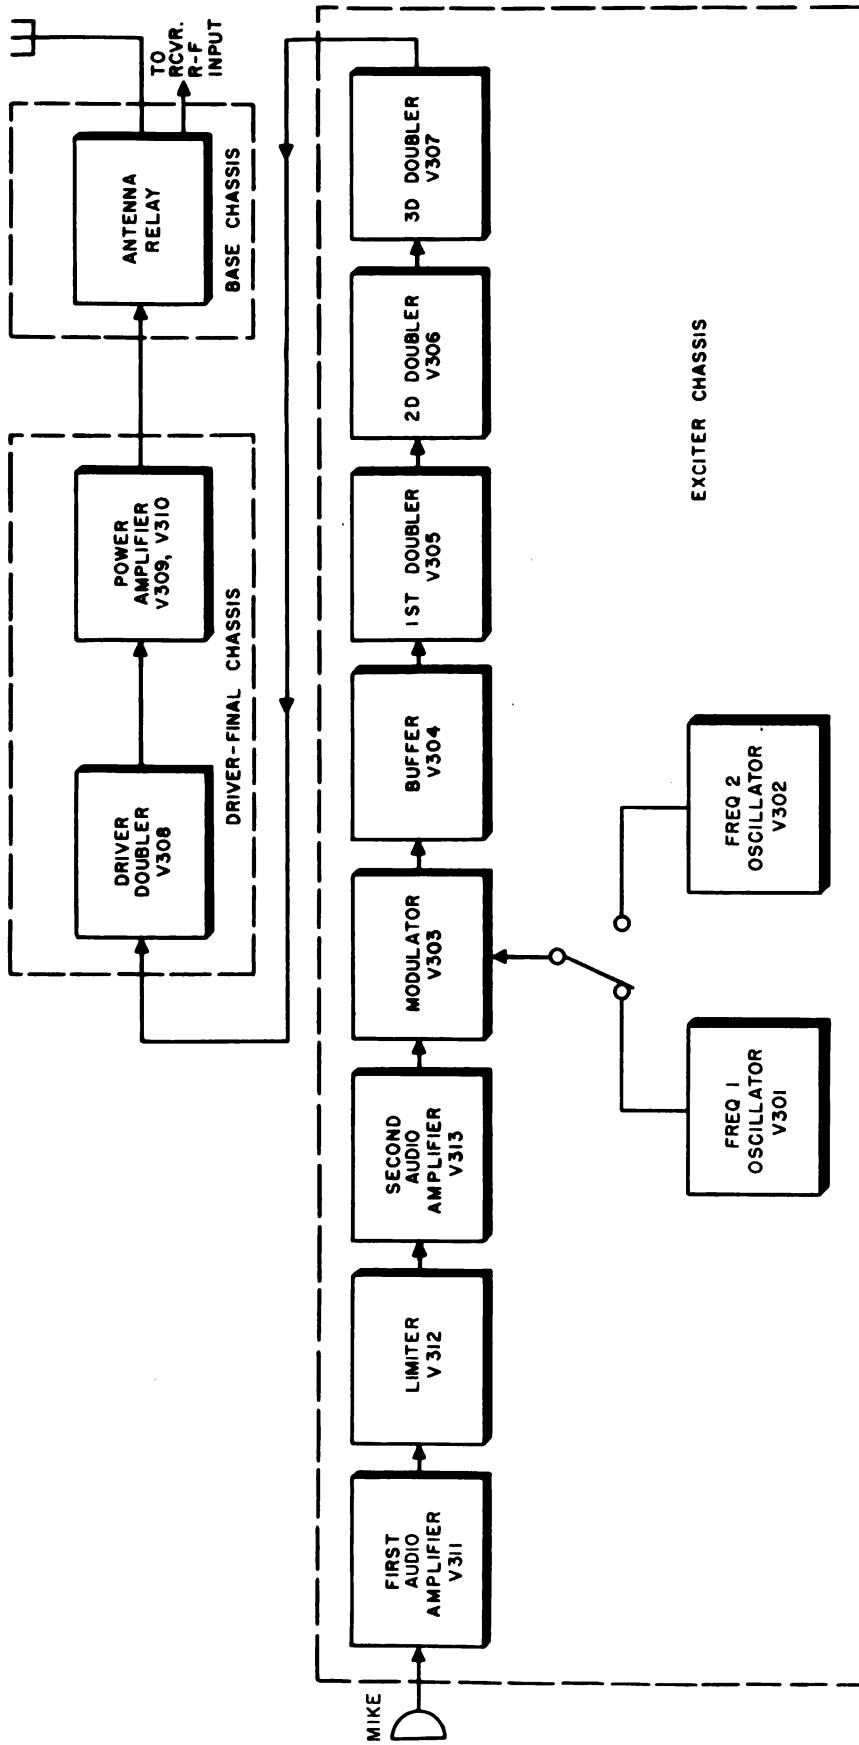 TO
RCVR.
R-F
INPUT
ANTENNA
RELAY
BASE CHASSIS
POWER
AMPLIFIER
V309, V310
DRIVER
DOUBLER
V308
DRIVER-FINAL CHASSIS
MIKE
FIRST
AUDIO
AMPLIFIER
V311
LIMITER
V312
SECOND
AUDIO
AMPLIFIER
V313
MODULATOR
V303
BUFFER
V304
1ST DOUBLER
V305
2D DOUBLER
V306
3D DOUBLER
V307
FREQ 1
OSCILLATOR
V301
FREQ 2
OSCILLATOR
V302
EXCITER CHASSIS